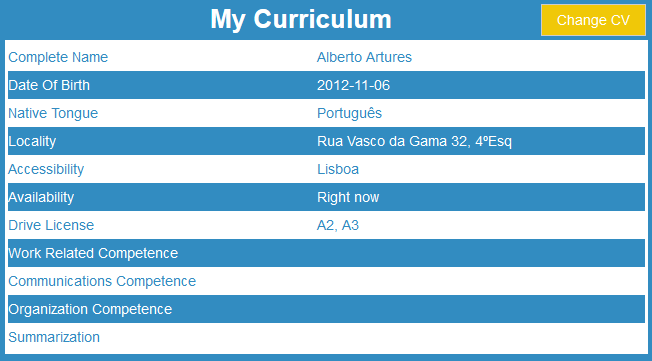 My Curriculum
Change CV
Complete Name Alberto Artures
Date Of Birth 2012-11-06
Native Tongue Português
Locality Rua Vasco da Gama 32, 4ºEsq
Accessibility Lisboa
Availability Right now
Drive License A2, A3
Work Related Competence
Communications Competence
Organization Competence
Summarization